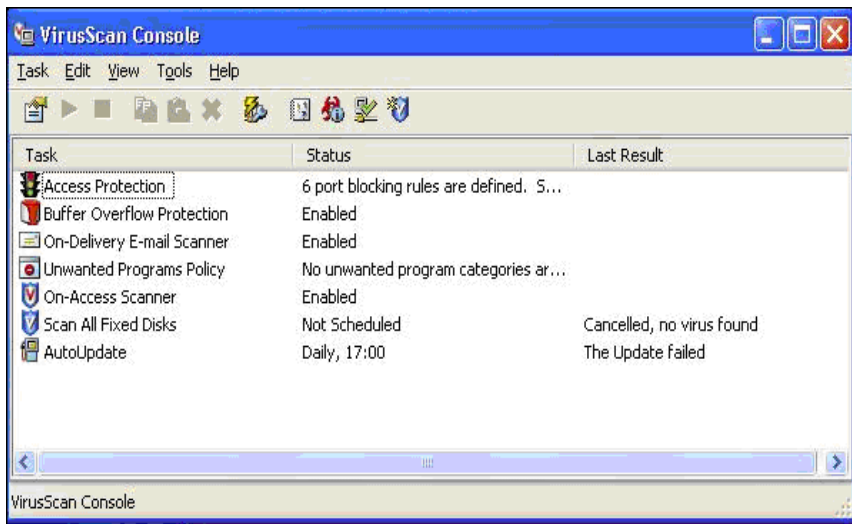 VirusScan Console
Task Edit View Tools Help
Task Status Last Result
Access Protection 6 port blocking rules are defined. S...
Buffer Overflow Protection Enabled
On-Delivery E-mail Scanner Enabled
Unwanted Programs Policy No unwanted program categories ar...
On-Access Scanner Enabled
Scan All Fixed Disks Not Scheduled Cancelled, no virus found
AutoUpdate Daily, 17:00 The Update failed
VirusScan Console